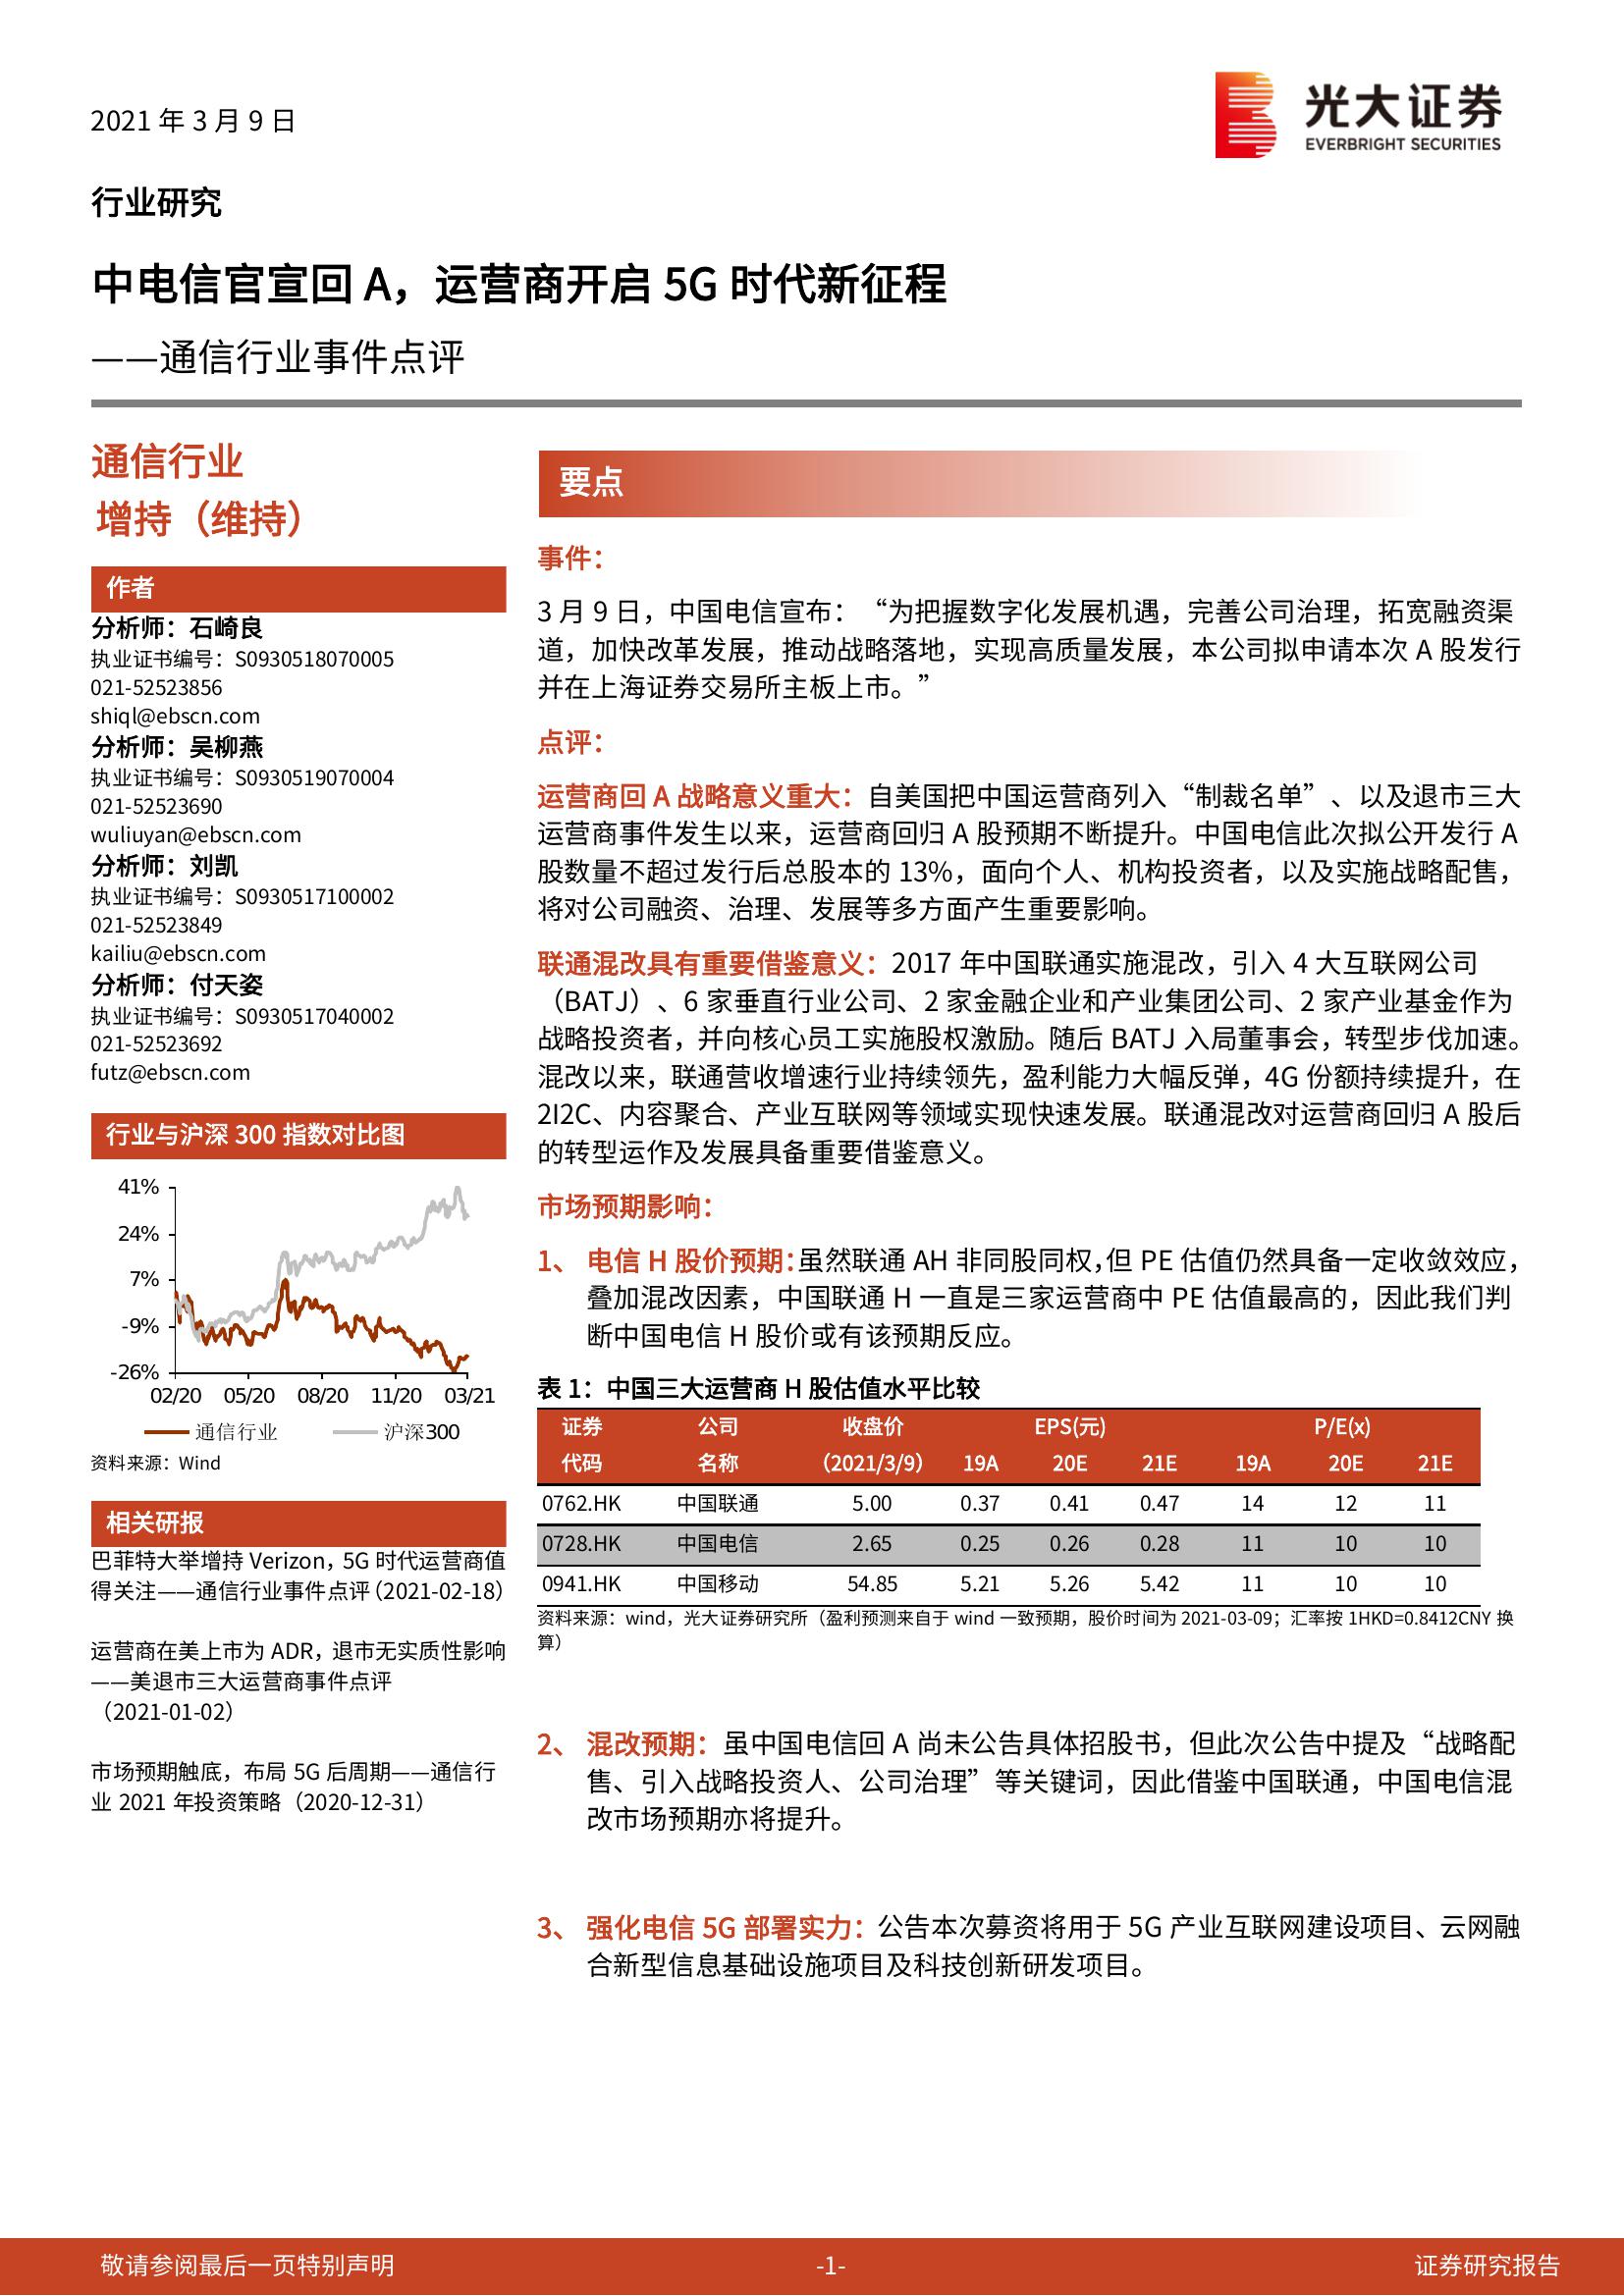 2021 年 3 月 9 日
光大证券
EVERBRIGHT SECURITIES
行业研究
中电信官宣回 A，运营商开启 5G 时代新征程
——通信行业事件点评
通信行业
增持（维持）
作者
分析师：石崎良
执业证书编号：S0930518070005
021-52523856
shiql@ebscn.com
分析师：吴柳燕
执业证书编号：S0930519070004
021-52523690
wuliuyan@ebscn.com
分析师：刘凯
执业证书编号：S0930517100002
021-52523849
kailiu@ebscn.com
分析师：付天姿
执业证书编号：S0930517040002
021-52523692
futz@ebscn.com
行业与沪深 300 指数对比图
41%
24%
7%
-9%
-26%
02/20 05/20 08/20 11/20 03/21
通信行业 沪深300
资料来源：Wind
相关研报
巴菲特大举增持 Verizon，5G 时代运营商值
得关注——通信行业事件点评（2021-02-18）
运营商在美上市为 ADR，退市无实质性影响
——美退市三大运营商事件点评
（2021-01-02）
市场预期触底，布局 5G 后周期——通信行
业 2021 年投资策略（2020-12-31）
要点
事件：
3 月 9 日，中国电信宣布：“为把握数字化发展机遇，完善公司治理，拓宽融资渠
道，加快改革发展，推动战略落地，实现高质量发展，本公司拟申请本次 A 股发行
并在上海证券交易所主板上市。”
点评：
运营商回 A 战略意义重大：自美国把中国运营商列入“制裁名单”、以及退市三大
运营商事件发生以来，运营商回归 A 股预期不断提升。中国电信此次拟公开发行 A
股数量不超过发行后总股本的 13%，面向个人、机构投资者，以及实施战略配售，
将对公司融资、治理、发展等多方面产生重要影响。
联通混改具有重要借鉴意义：2017 年中国联通实施混改，引入 4 大互联网公司
（BATJ）、6 家垂直行业公司、2 家金融企业和产业集团公司、2 家产业基金作为
战略投资者，并向核心员工实施股权激励。随后 BATJ 入局董事会，转型步伐加速。
混改以来，联通营收增速行业持续领先，盈利能力大幅反弹，4G 份额持续提升，在
2I2C、内容聚合、产业互联网等领域实现快速发展。联通混改对运营商回归 A 股后
的转型运作及发展具备重要借鉴意义。
市场预期影响：
1、 电信 H 股价预期：虽然联通 AH 非同股同权，但 PE 估值仍然具备一定收敛效应，
叠加混改因素，中国联通 H 一直是三家运营商中 PE 估值最高的，因此我们判
断中国电信 H 股价或有该预期反应。
表 1：中国三大运营商 H 股估值水平比较
证券 公司 收盘价 EPS(元) P/E(x)
代码 名称 （2021/3/9） 19A 20E 21E 19A 20E 21E
0762.HK 中国联通 5.00 0.37 0.41 0.47 14 12 11
0728.HK 中国电信 2.65 0.25 0.26 0.28 11 10 10
0941.HK 中国移动 54.85 5.21 5.26 5.42 11 10 10
资料来源：wind，光大证券研究所（盈利预测来自于 wind 一致预期，股价时间为 2021-03-09；汇率按 1HKD=0.8412CNY 换
算）
2、 混改预期：虽中国电信回 A 尚未公告具体招股书，但此次公告中提及“战略配
售、引入战略投资人、公司治理”等关键词，因此借鉴中国联通，中国电信混
改市场预期亦将提升。
3、 强化电信 5G 部署实力：公告本次募资将用于 5G 产业互联网建设项目、云网融
合新型信息基础设施项目及科技创新研发项目。
敬请参阅最后一页特别声明 -1- 证券研究报告